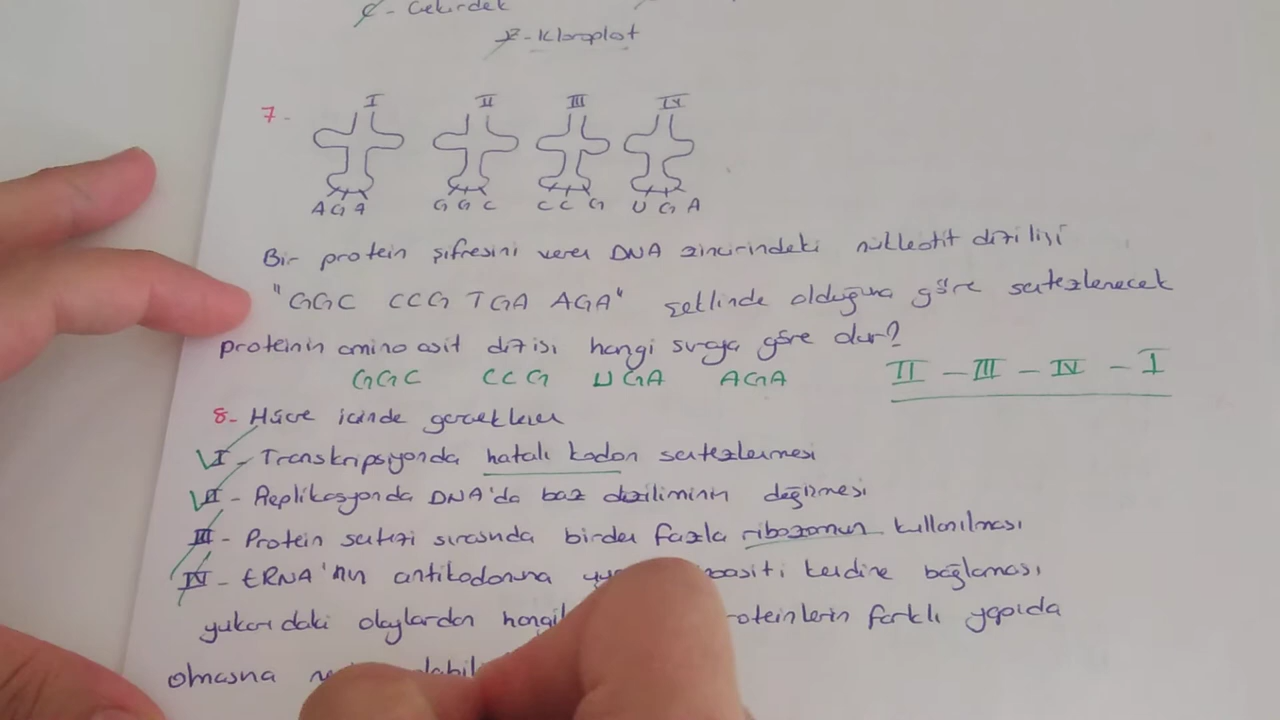 Ç- Çekirdek
Z-Kloroplast
7-
I II III IV
AGA GGC CCG UGA
Bir protein şifresini veren DNA zincirindeki nükleotit dizilişi
"GGC CCG TGA AGA" şeklinde olduğuna göre sentezlenecek
proteinin amino asit dizisi hangi sıraya göre olur?
GGC CCG UGA AGA II - III - IV - I
8- Hücre içinde gerçekleşen
I- Transkripsiyonda hatalı kodon sentezlenmesi
II- Replikasyonda DNA'da baz diziliminin değişmesi
III- Protein sentezi sırasında birden fazla ribozomun kullanılması
IV- tRNA'nın antikodonuna kendine bağlaması
yukarıdaki olaylardan farklı yapıda
olmasına